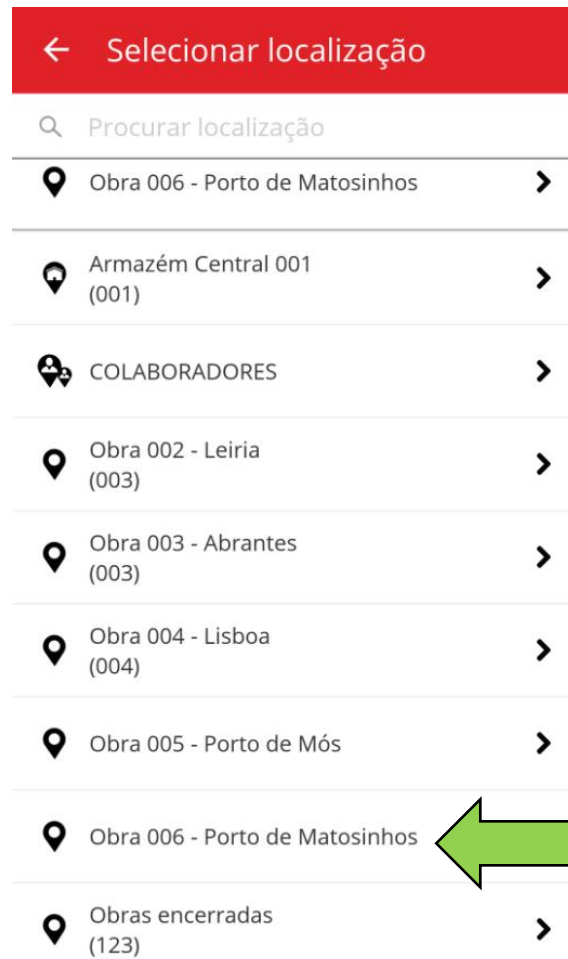 Selecionar localização
Procurar localização
Obra 006 - Porto de Matosinhos
Armazém Central 001
(001)
COLABORADORES
Obra 002 - Leiria
(003)
Obra 003 - Abrantes
(003)
Obra 004 - Lisboa
(004)
Obra 005 - Porto de Mós
Obra 006 - Porto de Matosinhos
Obras encerradas
(123)